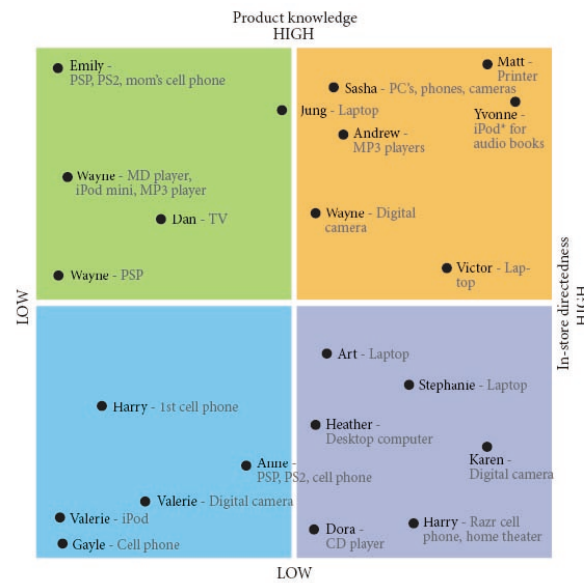 Product knowledge
HIGH
Emily -
PSP, PS2, mom's cell phone
Matt -
Printer
Sasha - PC's, phones, cameras
Jung - Laptop
Yvonne -
iPod* for
audio books
Andrew -
MP3 players
Wayne - MD player,
iPod mini, MP3 player
Dan - TV
Wayne - Digital
camera
Wayne - PSP
Victor - Lap-
top
LOW
In-store directedness
HIGH
Art - Laptop
Stephanie - Laptop
Harry - 1st cell phone
Heather -
Desktop computer
Karen -
Digital camera
Anne -
PSP, PS2, cell phone
Valerie - Digital camera
Valerie - iPod
Gayle - Cell phone
Dora -
CD player
Harry - Razr cell
phone, home theater
LOW